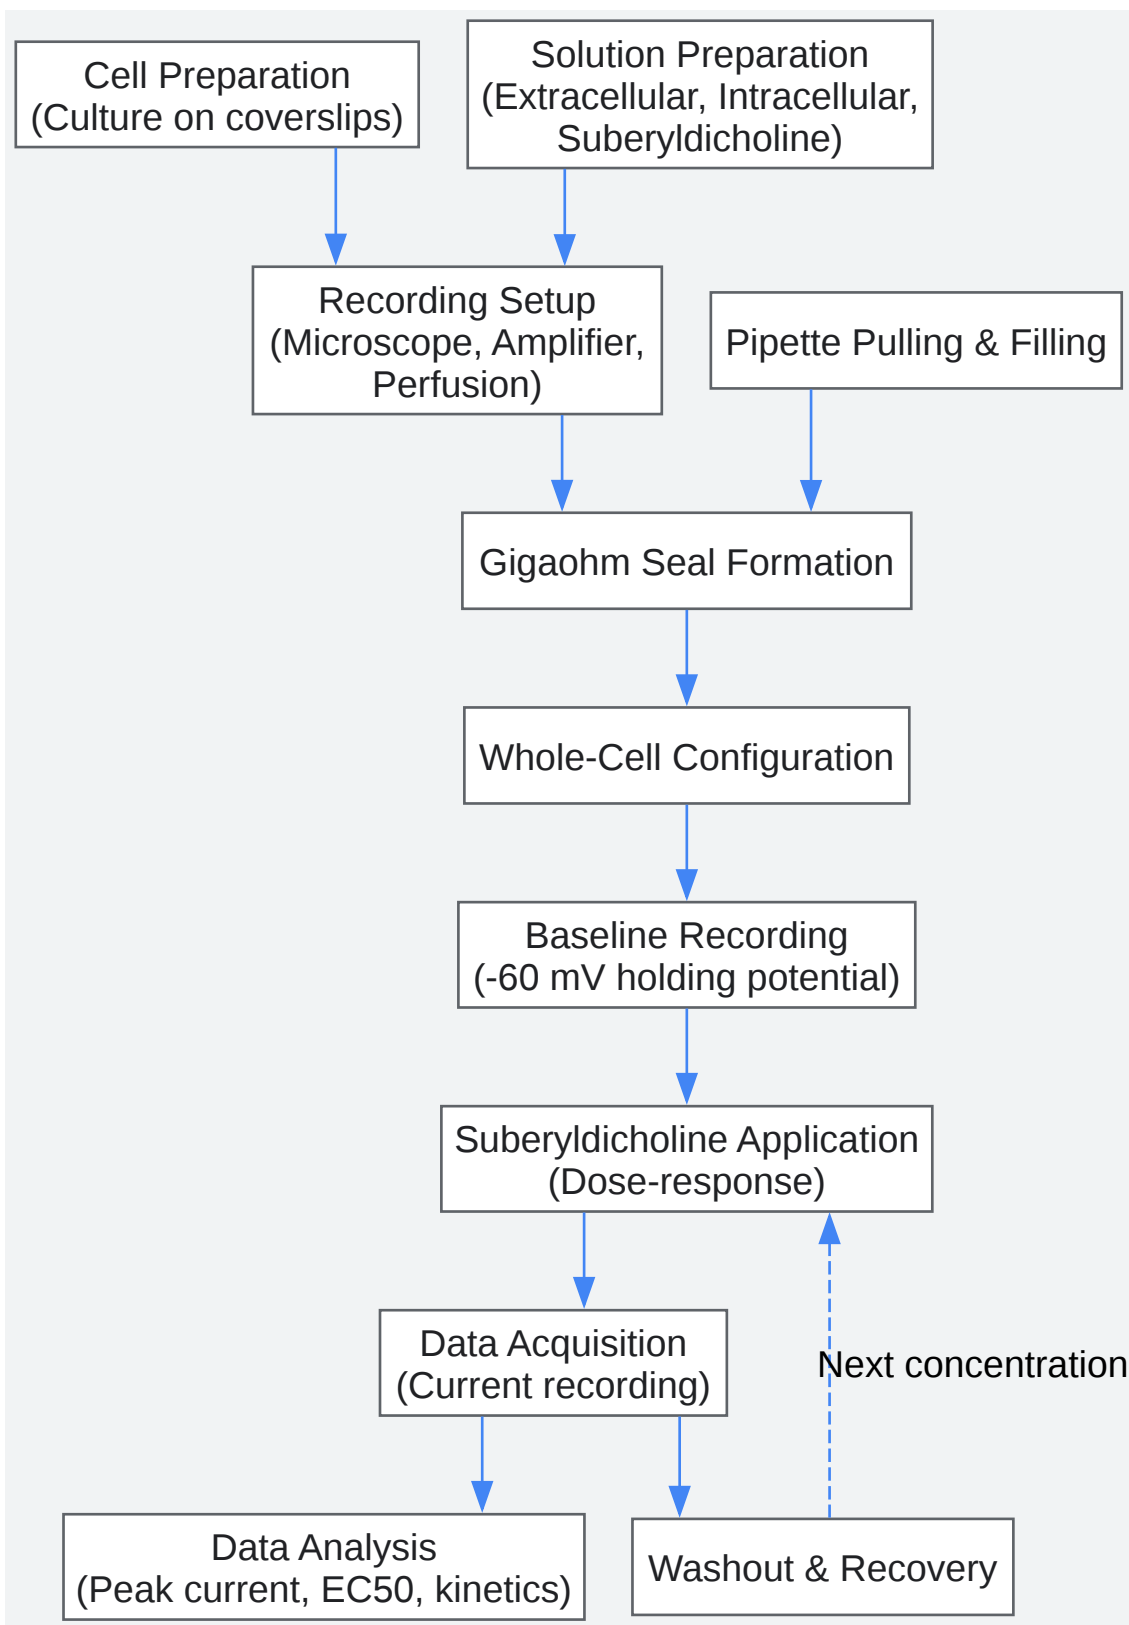 Cell Preparation
(Culture on coverslips)
Solution Preparation
(Extracellular, Intracellular,
Suberyldicholine)
Recording Setup
(Microscope, Amplifier,
Perfusion)
Pipette Pulling & Filling
Gigaohm Seal Formation
Whole-Cell Configuration
Baseline Recording
(-60 mV holding potential)
Suberyldicholine Application
(Dose-response)
Data Acquisition
(Current recording)
Next concentration
Data Analysis
(Peak current, EC50, kinetics)
Washout & Recovery